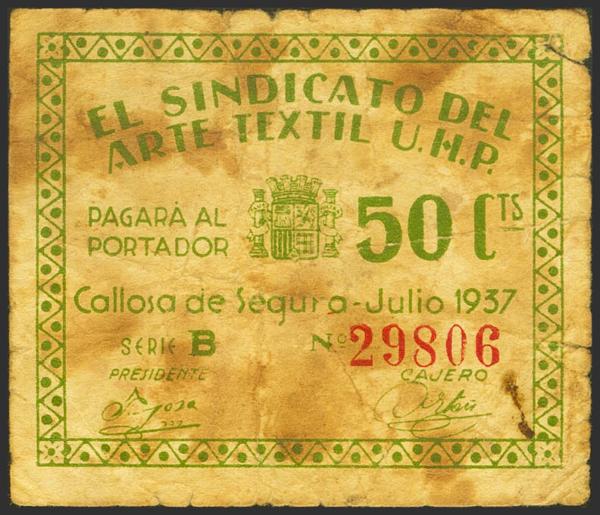 EL SINDICATO DEL
ARTE TEXTIL U.H.P.
PAGARÀ AL
PORTADOR
50 Cᵀˢ
Callosa de Segura-Julio 1937
SERIE B Nº 29806
PRESIDENTE CAJERO